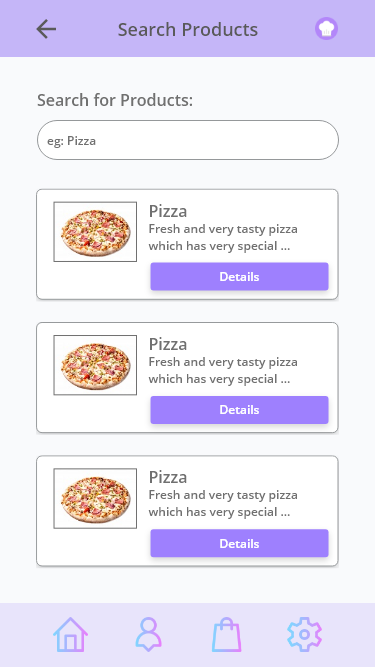 Search Products
Search for Products:
eg: Pizza
Pizza
Fresh and very tasty pizza
which has very special ...
Details
Pizza
Fresh and very tasty pizza
which has very special ...
Details
Pizza
Fresh and very tasty pizza
which has very special ...
Details